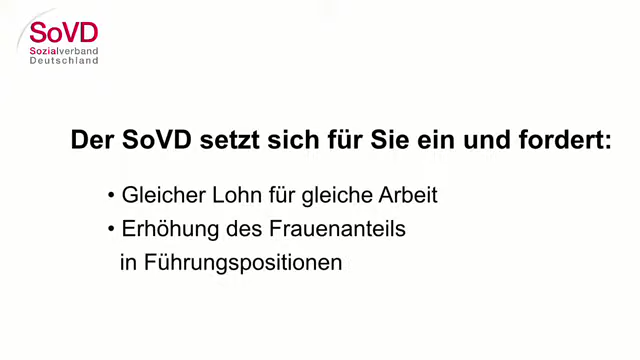 SoVD
Sozialverband
Deutschland
Der SoVD setzt sich für Sie ein und fordert:
• Gleicher Lohn für gleiche Arbeit
• Erhöhung des Frauenanteils
in Führungspositionen